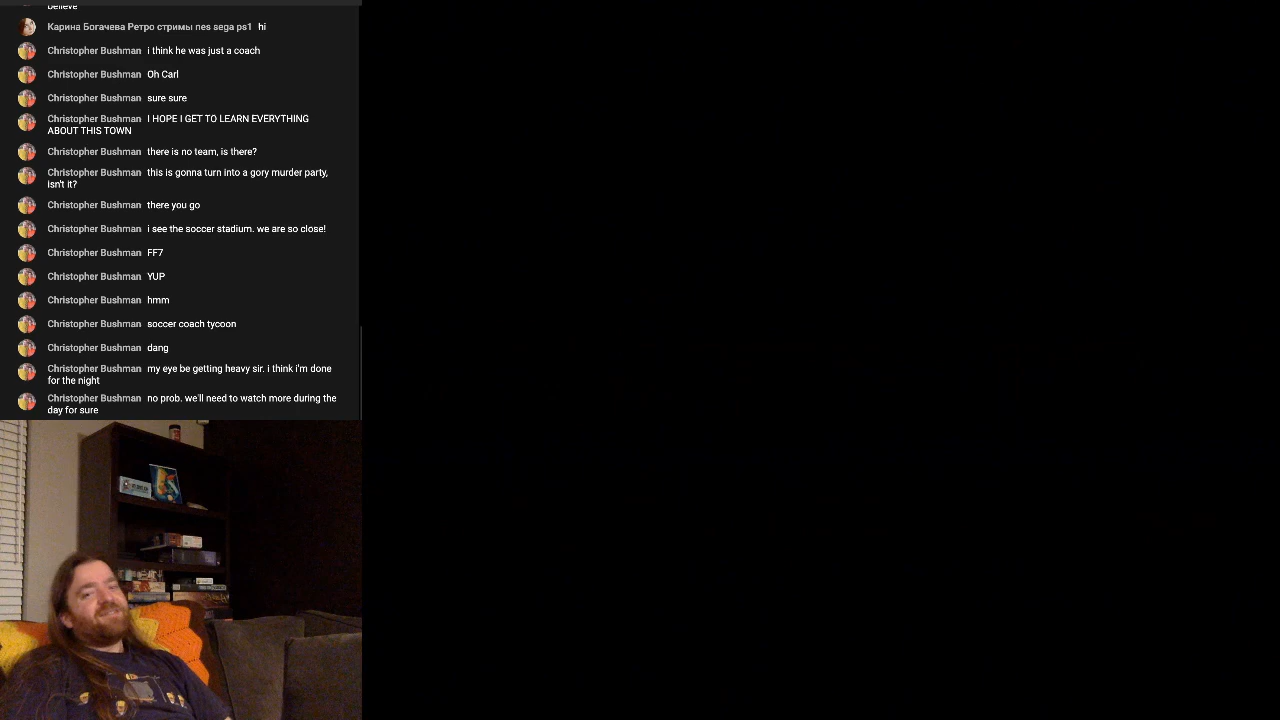 believe
Карина Богачева Ретро стримы nes sega ps1 hi
Christopher Bushman i think he was just a coach
Christopher Bushman Oh Carl
Christopher Bushman sure sure
Christopher Bushman I HOPE I GET TO LEARN EVERYTHING
ABOUT THIS TOWN
Christopher Bushman there is no team, is there?
Christopher Bushman this is gonna turn into a gory murder party,
isn't it?
Christopher Bushman there you go
Christopher Bushman i see the soccer stadium. we are so close!
Christopher Bushman FF7
Christopher Bushman YUP
Christopher Bushman hmm
Christopher Bushman soccer coach tycoon
Christopher Bushman dang
Christopher Bushman my eye be getting heavy sir. i think i'm done
for the night
Christopher Bushman no prob. we'll need to watch more during the
day for sure